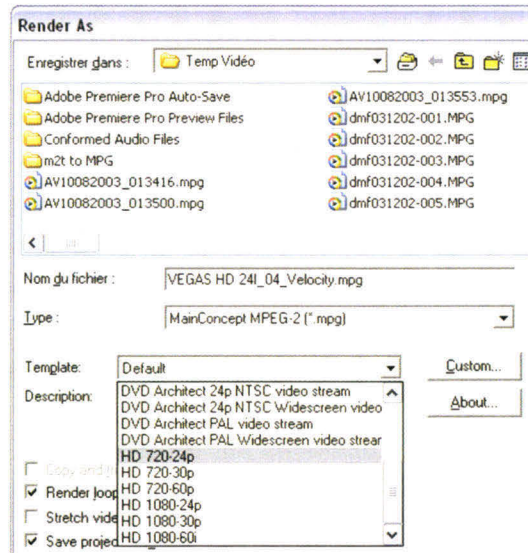 Render As
Enregistrer dans : Temp Vidéo
Adobe Premiere Pro Auto-Save
Adobe Premiere Pro Preview Files
Conformed Audio Files
m2t to MPG
AV10082003_013416.mpg
AV10082003_013500.mpg
AV10082003_013553.mpg
dmf031202-001.MPG
dmf031202-002.MPG
dmf031202-003.MPG
dmf031202-004.MPG
dmf031202-005.MPG
Nom du fichier : VEGAS HD 24I_04_Velocity.mpg
Type : MainConcept MPEG-2 (*.mpg)
Template: Default Custom...
Description: About...
DVD Architect 24p NTSC video stream
DVD Architect 24p NTSC Widescreen video
DVD Architect PAL video stream
DVD Architect PAL Widescreen video strear
HD 720-24p
HD 720-30p
HD 720-60p
HD 1080-24p
HD 1080-30p
HD 1080-60i
Copy and
Render loop
Stretch vide
Save projec